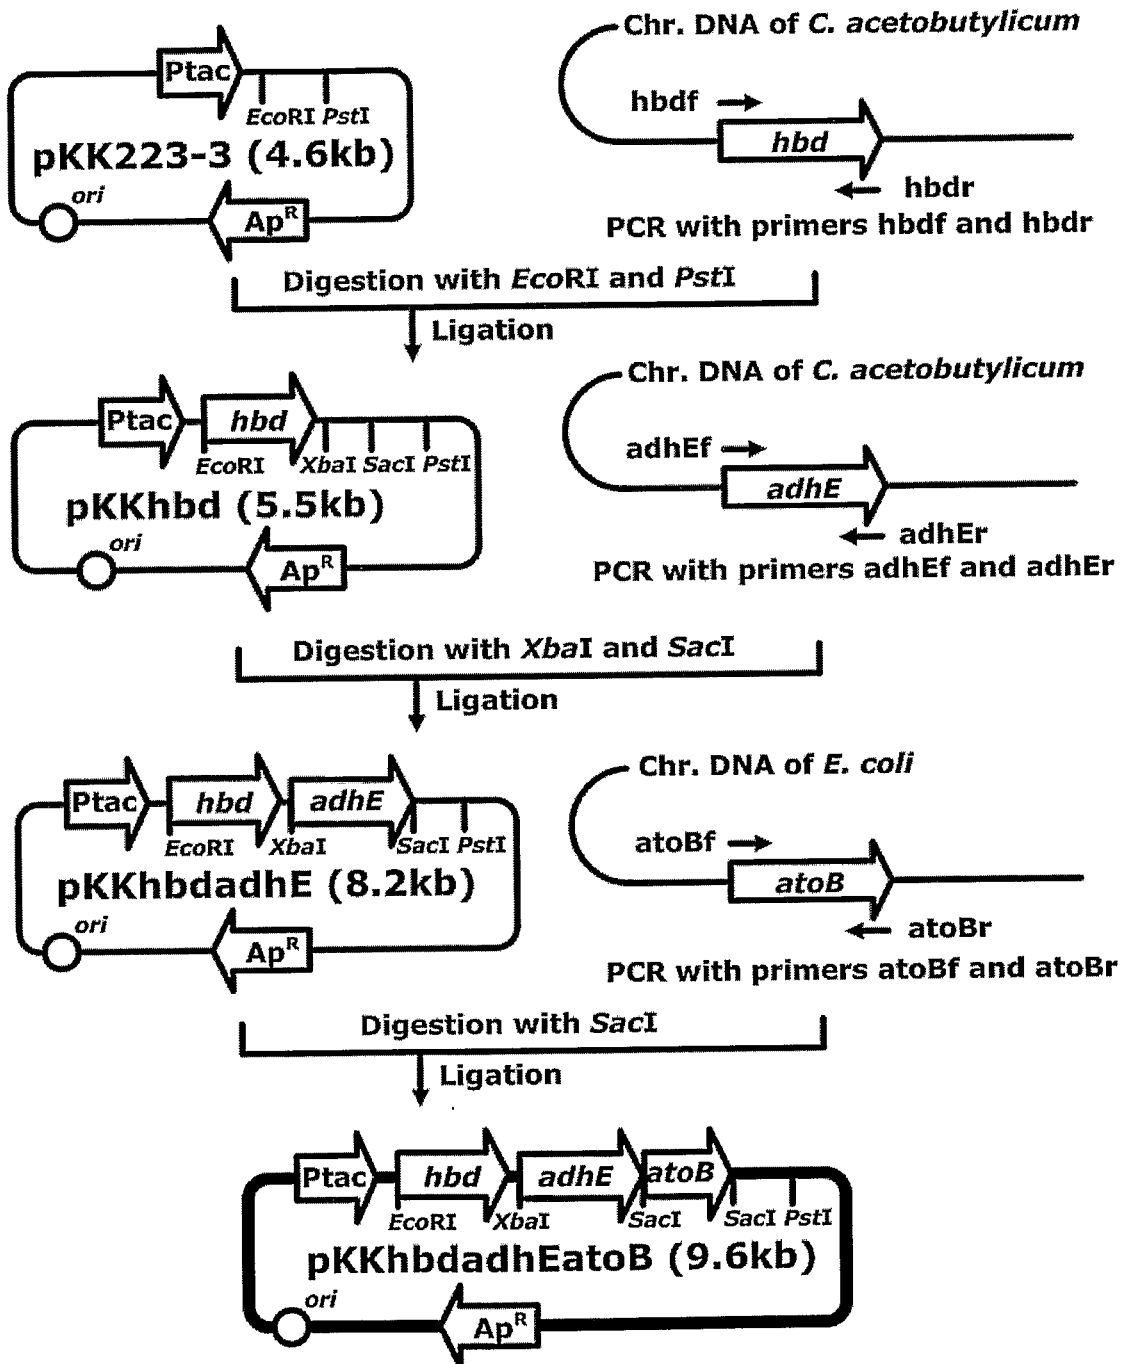 Chr. DNA of C. acetobutylicum
Ptac
EcoRI PstI
pKK223-3 (4.6kb)
ori
ApR
hbdf
hbd
hbdr
PCR with primers hbdf and hbdr
Digestion with EcoRI and PstI
Ligation
Ptac hbd
EcoRI XbaI SacI PstI
pKKhbd (5.5kb)
ori
ApR
Chr. DNA of C. acetobutylicum
adhEf
adhE
adhEr
PCR with primers adhEf and adhEr
Digestion with XbaI and SacI
Ligation
Ptac hbd adhE
EcoRI XbaI SacI PstI
pKKhbdadhE (8.2kb)
ori
ApR
Chr. DNA of E. coli
atoBf
atoB
atoBr
PCR with primers atoBf and atoBr
Digestion with SacI
Ligation
Ptac hbd adhE atoB
EcoRI XbaI SacI SacI PstI
pKKhbdadhEatoB (9.6kb)
ori
ApR